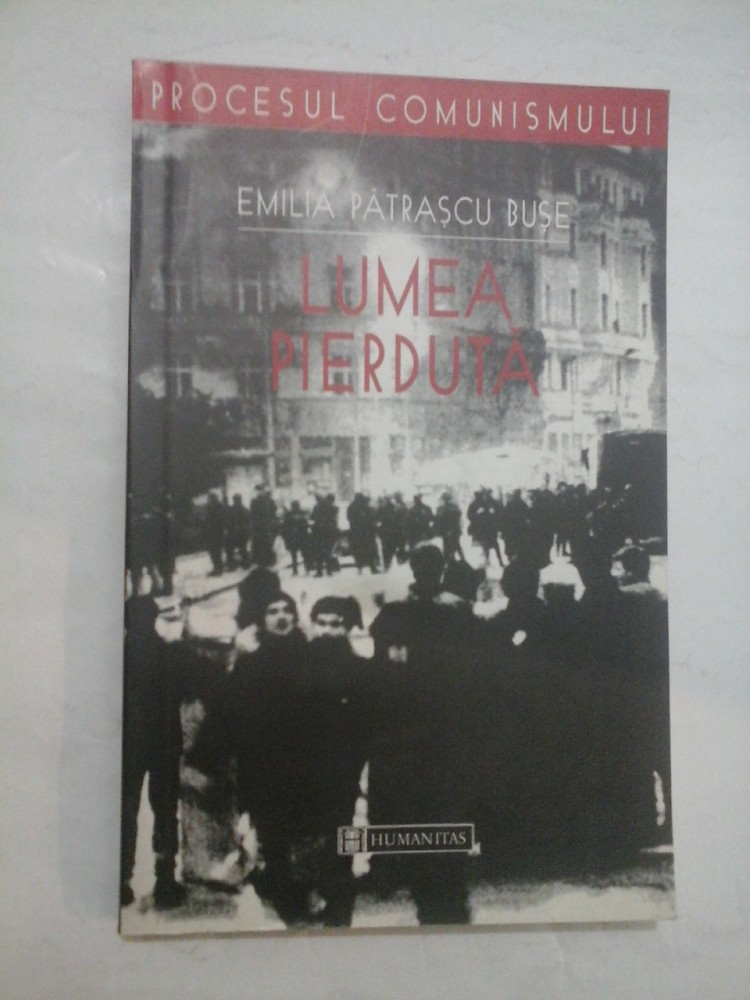 PROCESUL COMUNISMULUI
EMILIA PĂTRAȘCU BUȘE
LUMEA
PIERDUTĂ
H HUMANITAS